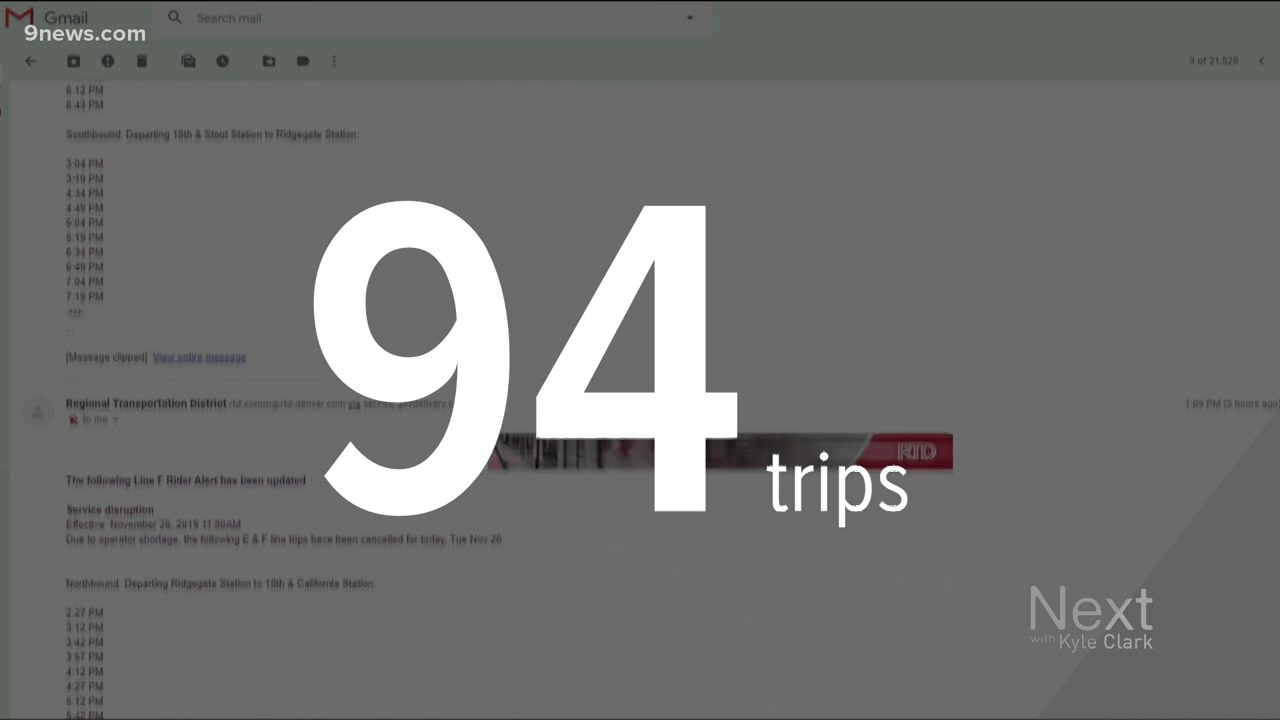 Gmail
Search mail
9news.com
3 of 21,528
6:12 PM
6:43 PM
Southbound: Departing 18th & Stout Station to Ridgegate Station:
3:04 PM
3:19 PM
4:34 PM
4:49 PM
5:04 PM
5:19 PM
6:34 PM
6:49 PM
7:04 PM
7:19 PM
[Message clipped] View entire message
Regional Transportation District
1:09 PM (3 hours ago)
to me
RTD
94 trips
The following Line F Rider Alert has been updated
Service disruption
Effective: November 26, 2019 11:00AM
Due to operator shortage, the following E & F line trips have been cancelled for today, Tue Nov 26
Northbound: Departing Ridgegate Station to 18th & California Station:
2:27 PM
3:12 PM
3:42 PM
3:57 PM
4:12 PM
4:27 PM
5:12 PM
5:42 PM
Next
with Kyle Clark